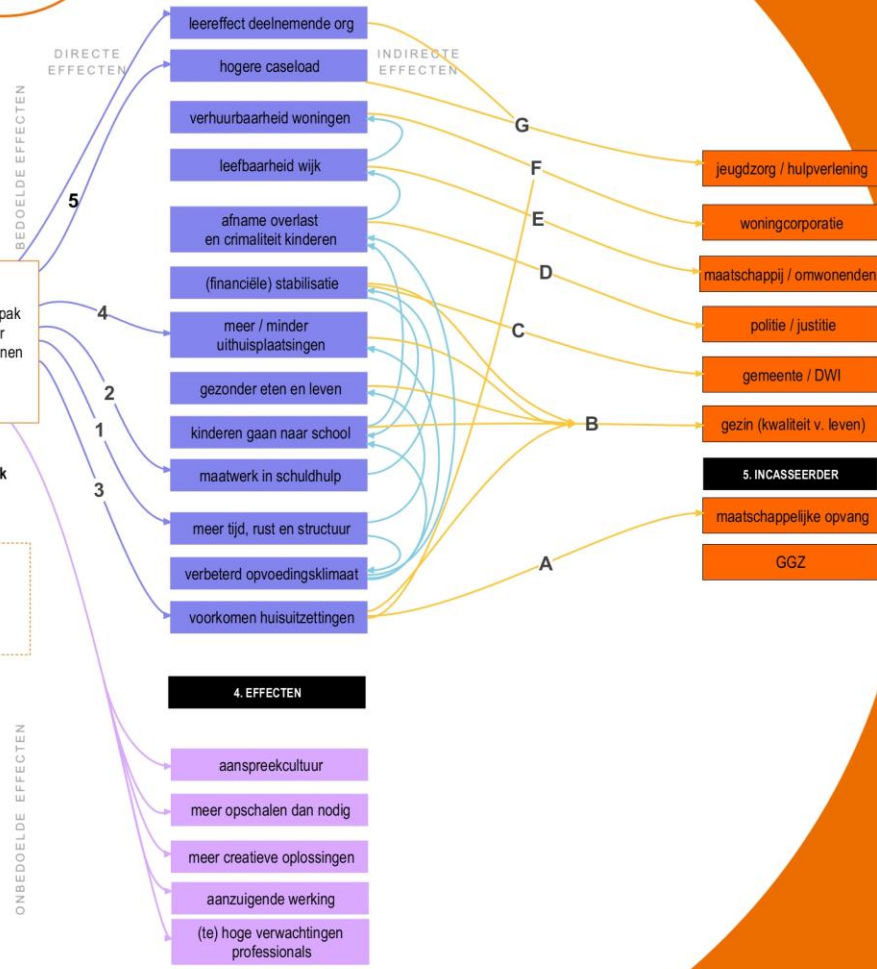 leereffect deelnemende org
DIRECTE
EFFECTEN
INDIRECTE
EFFECTEN
hogere caseload
BEDOELDE EFFECTEN
verhuurbaarheid woningen
G
leefbaarheid wijk
F
jeugdzorg / hulpverlening
5
afname overlast
en crimaliteit kinderen
E
woningcorporatie
(financiële) stabilisatie
D
maatschappij / omwonenden
pak
r
nen
4
meer / minder
uithuisplaatsingen
C
politie / justitie
gezonder eten en leven
gemeente / DWI
2
1
kinderen gaan naar school
B
gezin (kwaliteit v. leven)
k
maatwerk in schuldhulp
5. INCASSEERDER
3
meer tijd, rust en structuur
maatschappelijke opvang
verbeterd opvoedingsklimaat
A
GGZ
voorkomen huisuitzettingen
4. EFFECTEN
ONBEDOELDE EFFECTEN
aanspreekcultuur
meer opschalen dan nodig
meer creatieve oplossingen
aanzuigende werking
(te) hoge verwachtingen
professionals